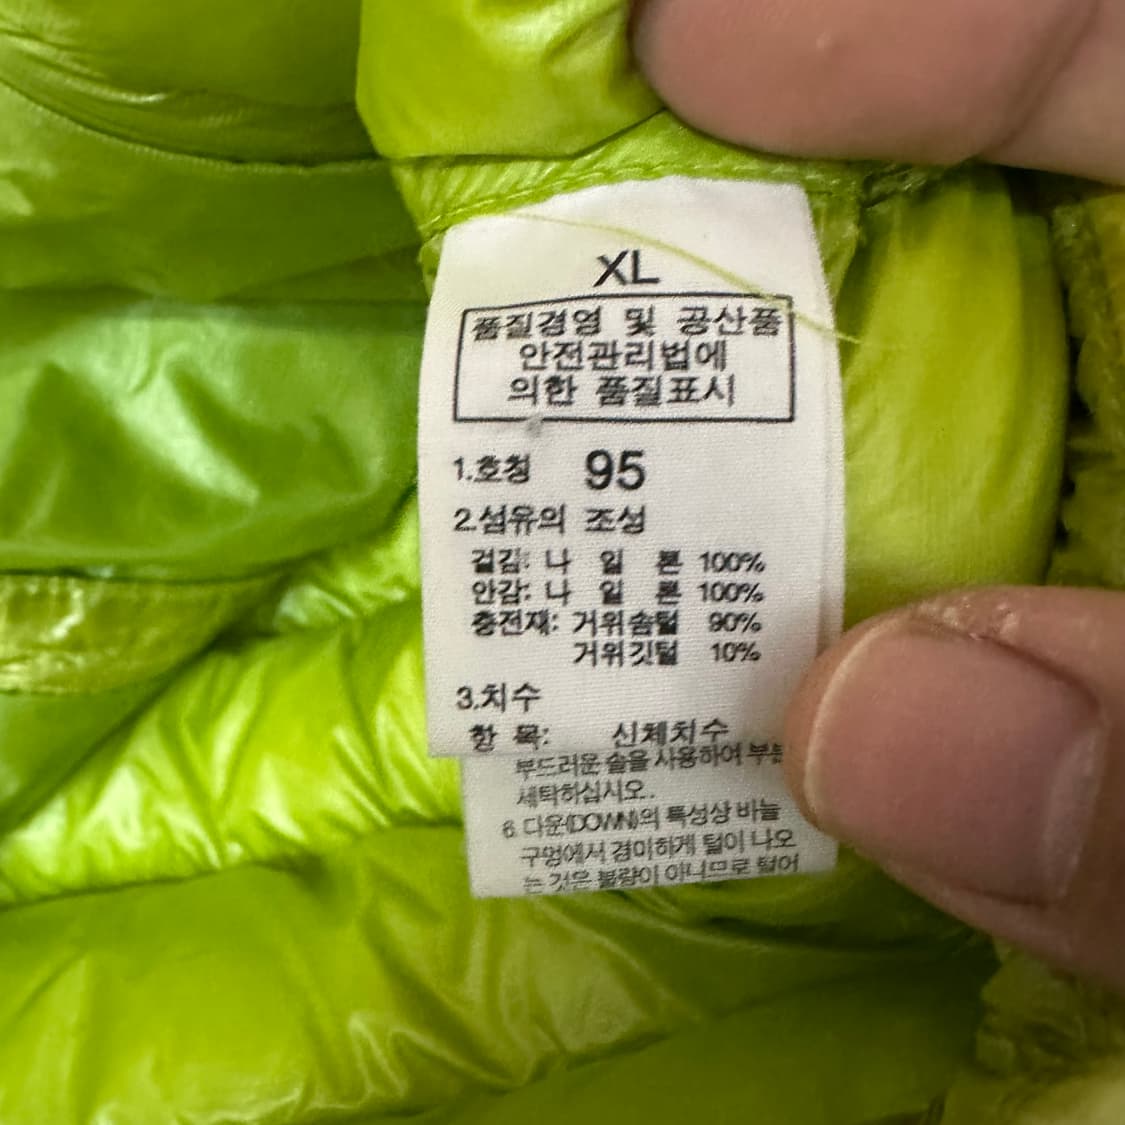 XL
품질경영 및 공산품
안전관리법에
의한 품질표시
1.호칭 95
2.섬유의 조성
겉감: 나 일 론 100%
안감: 나 일 론 100%
충전재: 거위솜털 90%
거위깃털 10%
3.치수
항 목: 신체치수
부드러운 솔을 사용하여
세탁하십시오.
6. 다운(DOWN)의 특성상 바늘
구멍에서 경미하게 털이 나오
는 것은 불량이 아니므로 털어